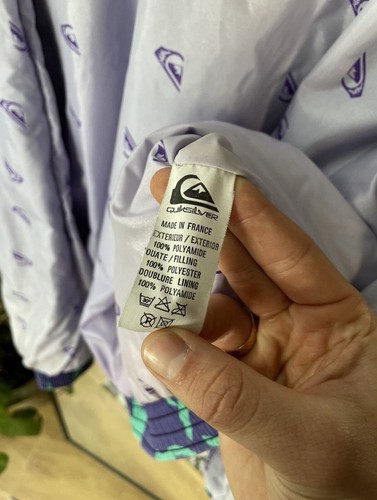 QUIKSILVER
MADE IN FRANCE
EXTERIEUR / EXTERIOR
100% POLYAMIDE
OUATE / FILLING
100% POLYESTER
DOUBLURE LINING
100% POLYAMIDE